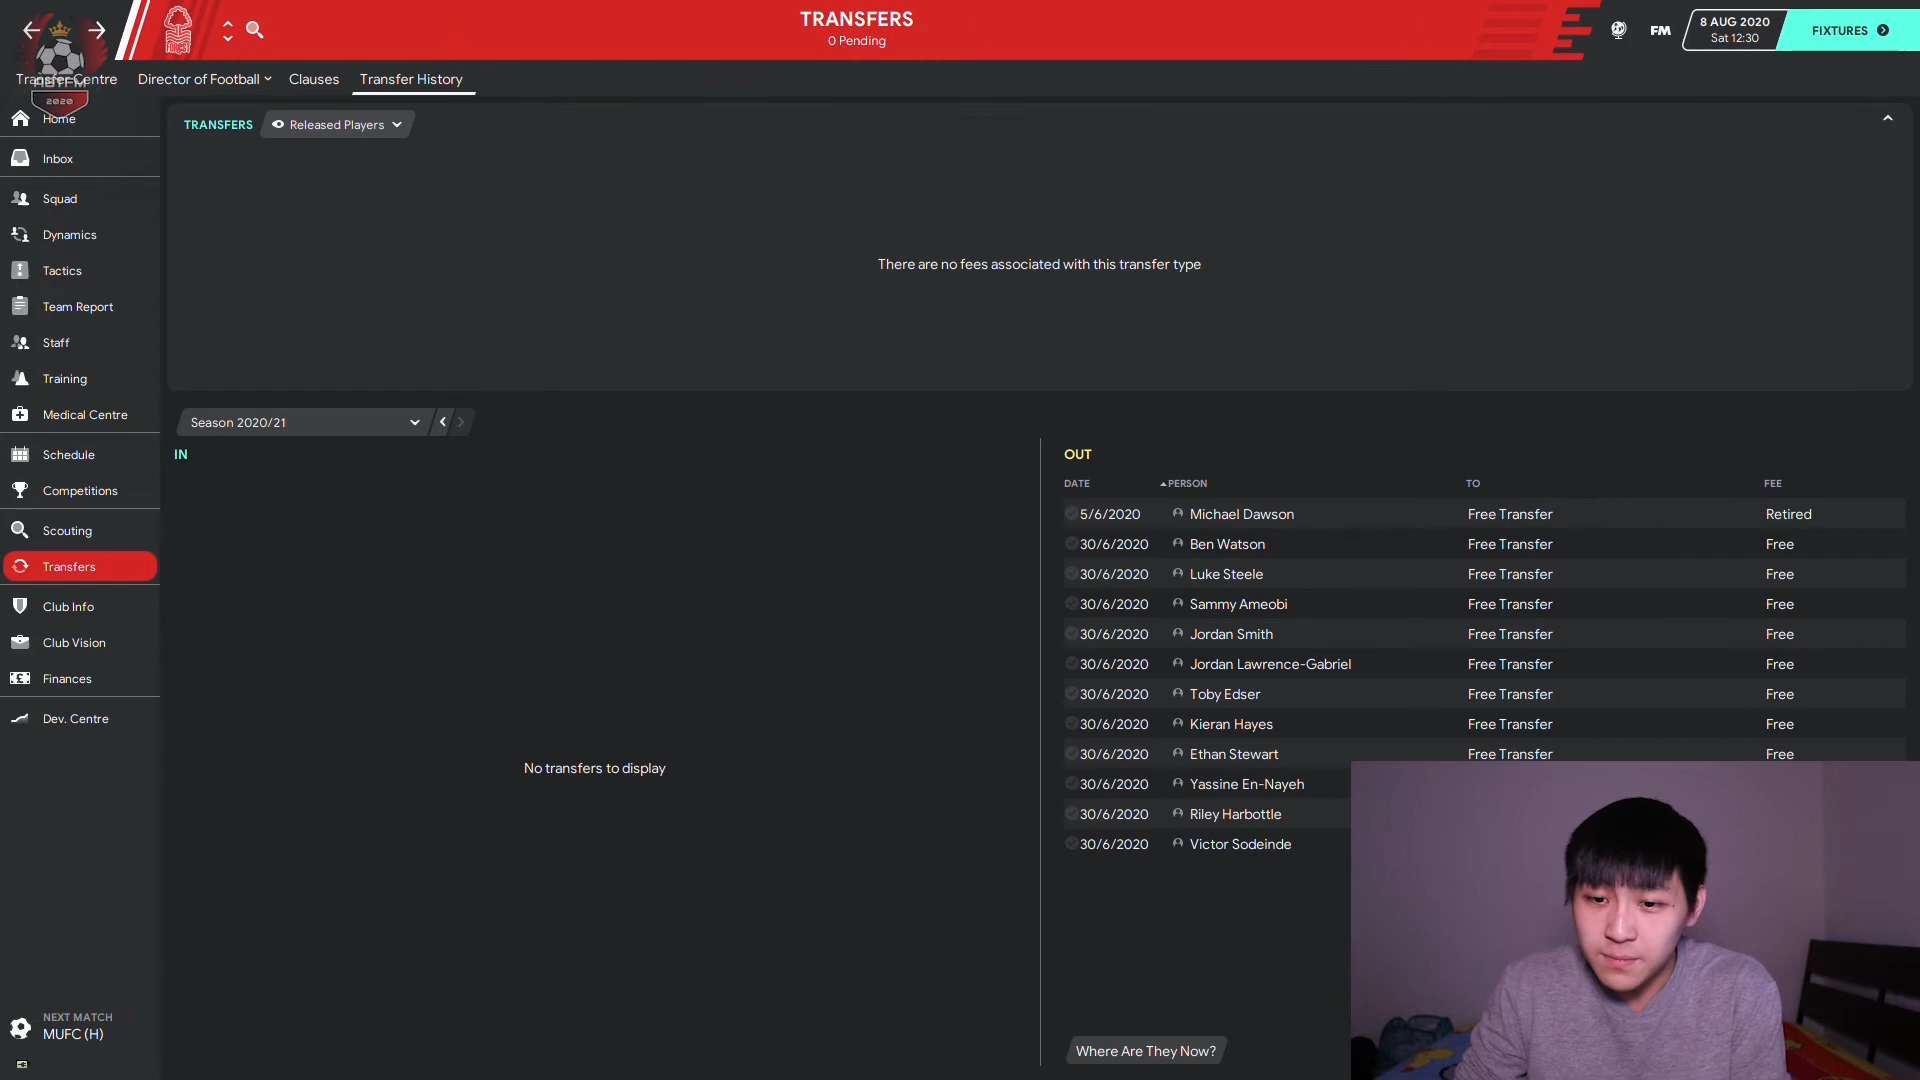 TRANSFERS
0 Pending
FOREST
FM
8 AUG 2020
Sat 12:30
FIXTURES
Transfer Centre
Director of Football
Clauses
Transfer History
2020
Home
Inbox
Squad
Dynamics
Tactics
Team Report
Staff
Training
Medical Centre
Schedule
Competitions
Scouting
Transfers
Club Info
Club Vision
Finances
Dev. Centre
NEXT MATCH
MUFC (H)
TRANSFERS
Released Players
There are no fees associated with this transfer type
Season 2020/21
IN
No transfers to display
OUT
DATE PERSON TO FEE
5/6/2020 Michael Dawson Free Transfer Retired
30/6/2020 Ben Watson Free Transfer Free
30/6/2020 Luke Steele Free Transfer Free
30/6/2020 Sammy Ameobi Free Transfer Free
30/6/2020 Jordan Smith Free Transfer Free
30/6/2020 Jordan Lawrence-Gabriel Free Transfer Free
30/6/2020 Toby Edser Free Transfer Free
30/6/2020 Kieran Hayes Free Transfer Free
30/6/2020 Ethan Stewart Free Transfer Free
30/6/2020 Yassine En-Nayeh
30/6/2020 Riley Harbottle
30/6/2020 Victor Sodeinde
Where Are They Now?